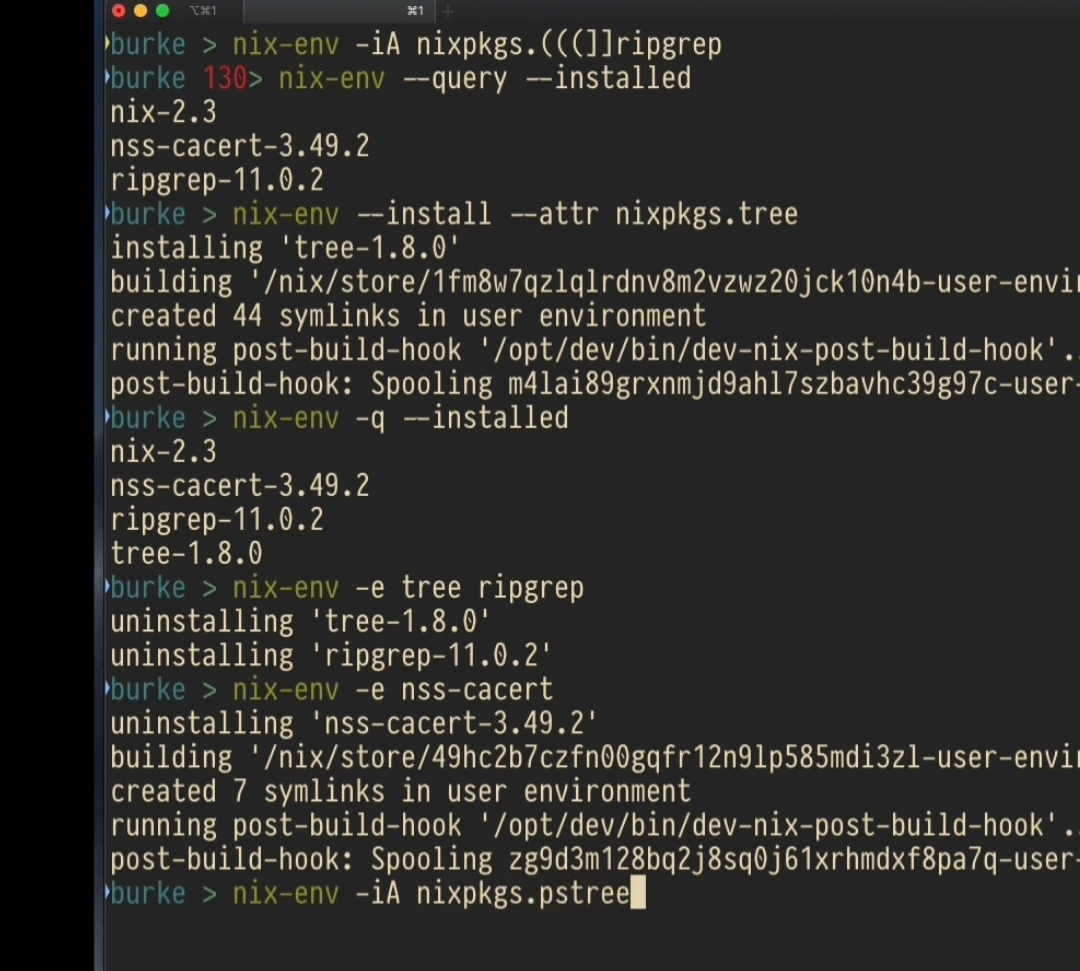 ⌥⌘1 ⌘1 +
burke > nix-env -iA nixpkgs.(((]]ripgrep
burke 130> nix-env --query --installed
nix-2.3
nss-cacert-3.49.2
ripgrep-11.0.2
burke > nix-env --install --attr nixpkgs.tree
installing 'tree-1.8.0'
building '/nix/store/1fm8w7qzlqlrdnv8m2vzwz20jck10n4b-user-envi
created 44 symlinks in user environment
running post-build-hook '/opt/dev/bin/dev-nix-post-build-hook'..
post-build-hook: Spooling m4lai89grxnmjd9ahl7szbavhc39g97c-user-
burke > nix-env -q --installed
nix-2.3
nss-cacert-3.49.2
ripgrep-11.0.2
tree-1.8.0
burke > nix-env -e tree ripgrep
uninstalling 'tree-1.8.0'
uninstalling 'ripgrep-11.0.2'
burke > nix-env -e nss-cacert
uninstalling 'nss-cacert-3.49.2'
building '/nix/store/49hc2b7czfn00gqfr12n9lp585mdi3zl-user-envi
created 7 symlinks in user environment
running post-build-hook '/opt/dev/bin/dev-nix-post-build-hook'..
post-build-hook: Spooling zg9d3m128bq2j8sq0j61xrhmdxf8pa7q-user-
burke > nix-env -iA nixpkgs.pstree